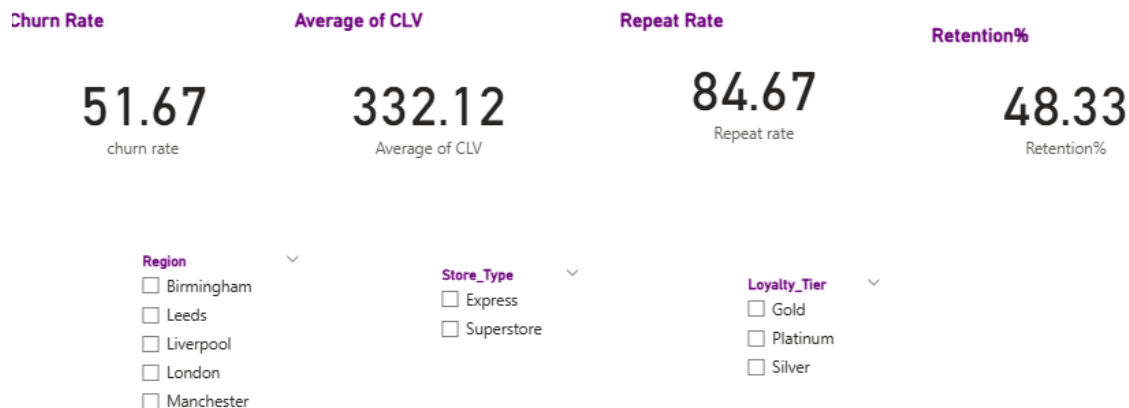 Churn Rate
Average of CLV
Repeat Rate
Retention%
51.67
churn rate
332.12
Average of CLV
84.67
Repeat rate
48.33
Retention%
Region
Birmingham
Leeds
Liverpool
London
Manchester
Store_Type
Express
Superstore
Loyalty_Tier
Gold
Platinum
Silver